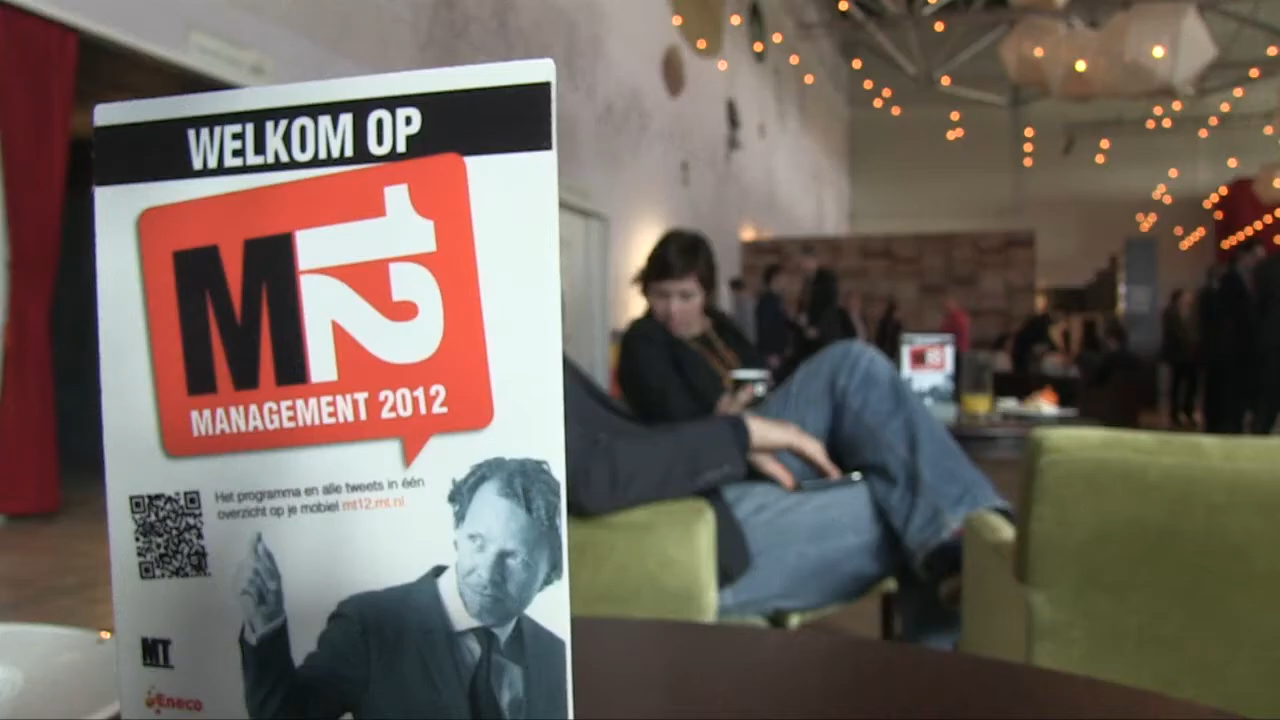 WELKOM OP
M12
MANAGEMENT 2012
Het programma en alle tweets in één
overzicht op je mobiel mt12.mt.nl
MT
Eneco